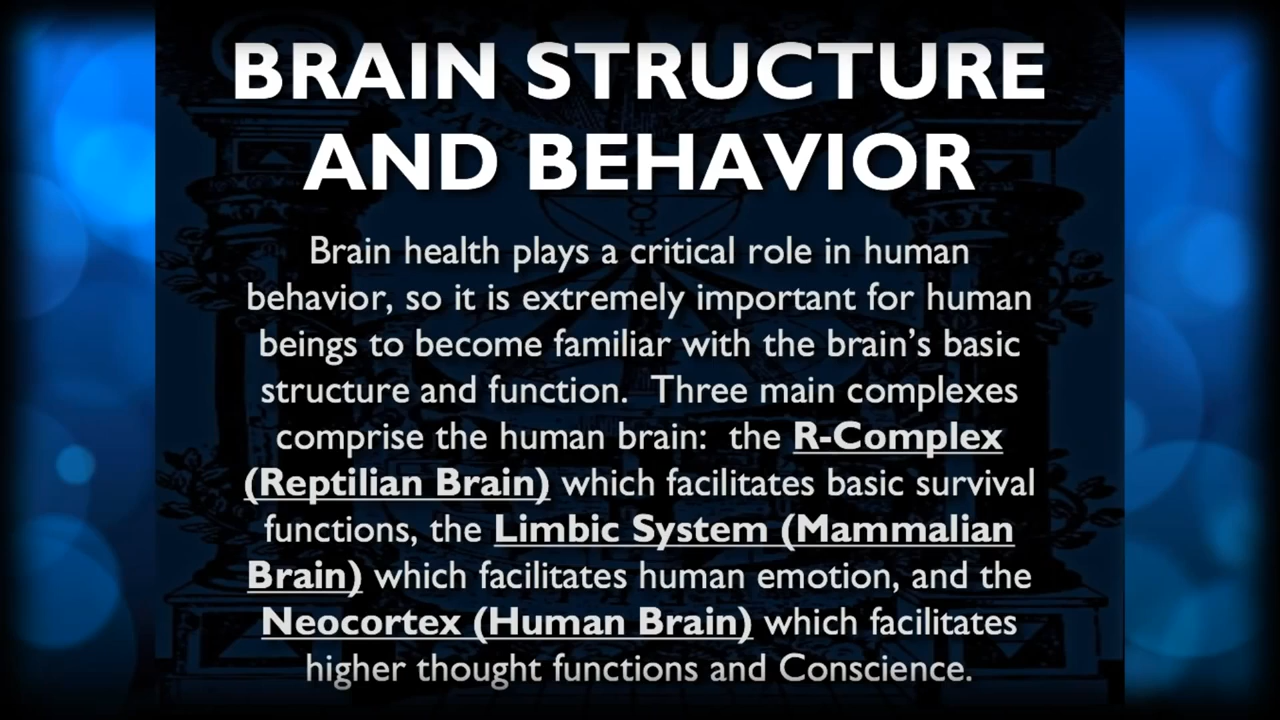 BRAIN STRUCTURE
AND BEHAVIOR
Brain health plays a critical role in human
behavior, so it is extremely important for human
beings to become familiar with the brain’s basic
structure and function.  Three main complexes
comprise the human brain:  the R-Complex
(Reptilian Brain) which facilitates basic survival
functions, the Limbic System (Mammalian
Brain) which facilitates human emotion, and the
Neocortex (Human Brain) which facilitates
higher thought functions and Conscience.